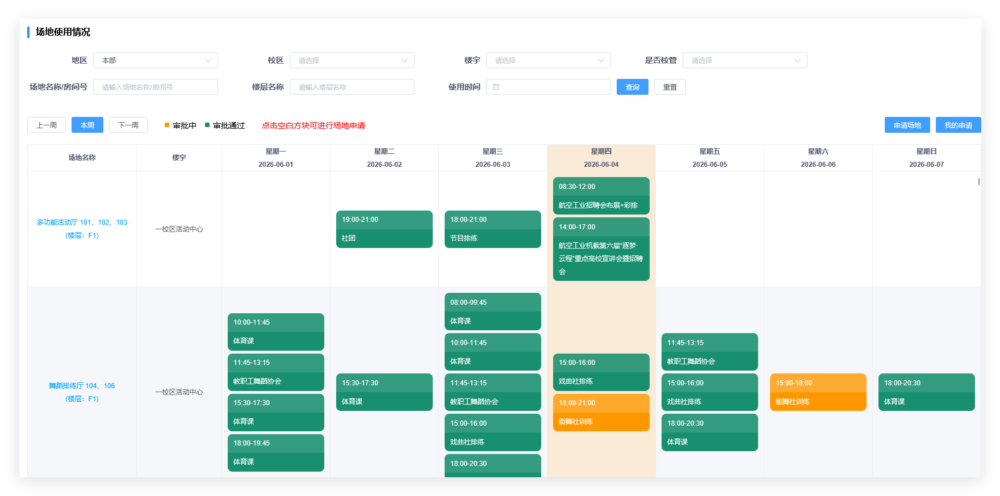 场地使用情况
地区 本部 校区 请选择 楼宇 请选择 是否校管 请选择
场地名称/房间号 请输入场地名称/房间号 楼层名称 请输入楼层名称 使用时间 查询 重置
上一周 本周 下一周 审批中 审批通过 点击空白方块可进行场地申请 申请场地 我的申请
场地名称 楼宇 星期一 星期二 星期三 星期四 星期五 星期六 星期日
2026-06-01 2026-06-02 2026-06-03 2026-06-04 2026-06-05 2026-06-06 2026-06-07
多功能活动厅 101、102、103
(楼层：F1)
一校区活动中心
19:00-21:00
社团
18:00-21:00
节目排练
08:30-12:00
航空工业招聘会布展+彩排
14:00-17:00
航空工业机载第六届“逐梦·
云程”重点高校宣讲会暨招聘
会
舞蹈排练厅 104、106
(楼层：F1)
一校区活动中心
10:00-11:45
体育课
11:45-13:15
教职工舞蹈协会
15:30-17:30
体育课
18:00-19:45
体育课
15:30-17:30
体育课
08:00-09:45
体育课
10:00-11:45
体育课
11:45-13:15
教职工舞蹈协会
15:00-16:00
戏曲社排练
18:00-20:30
15:00-16:00
戏曲社排练
18:00-21:00
街舞社训练
11:45-13:15
教职工舞蹈协会
15:00-16:00
戏曲社排练
18:00-20:30
体育课
15:00-18:00
街舞社训练
18:00-20:30
体育课